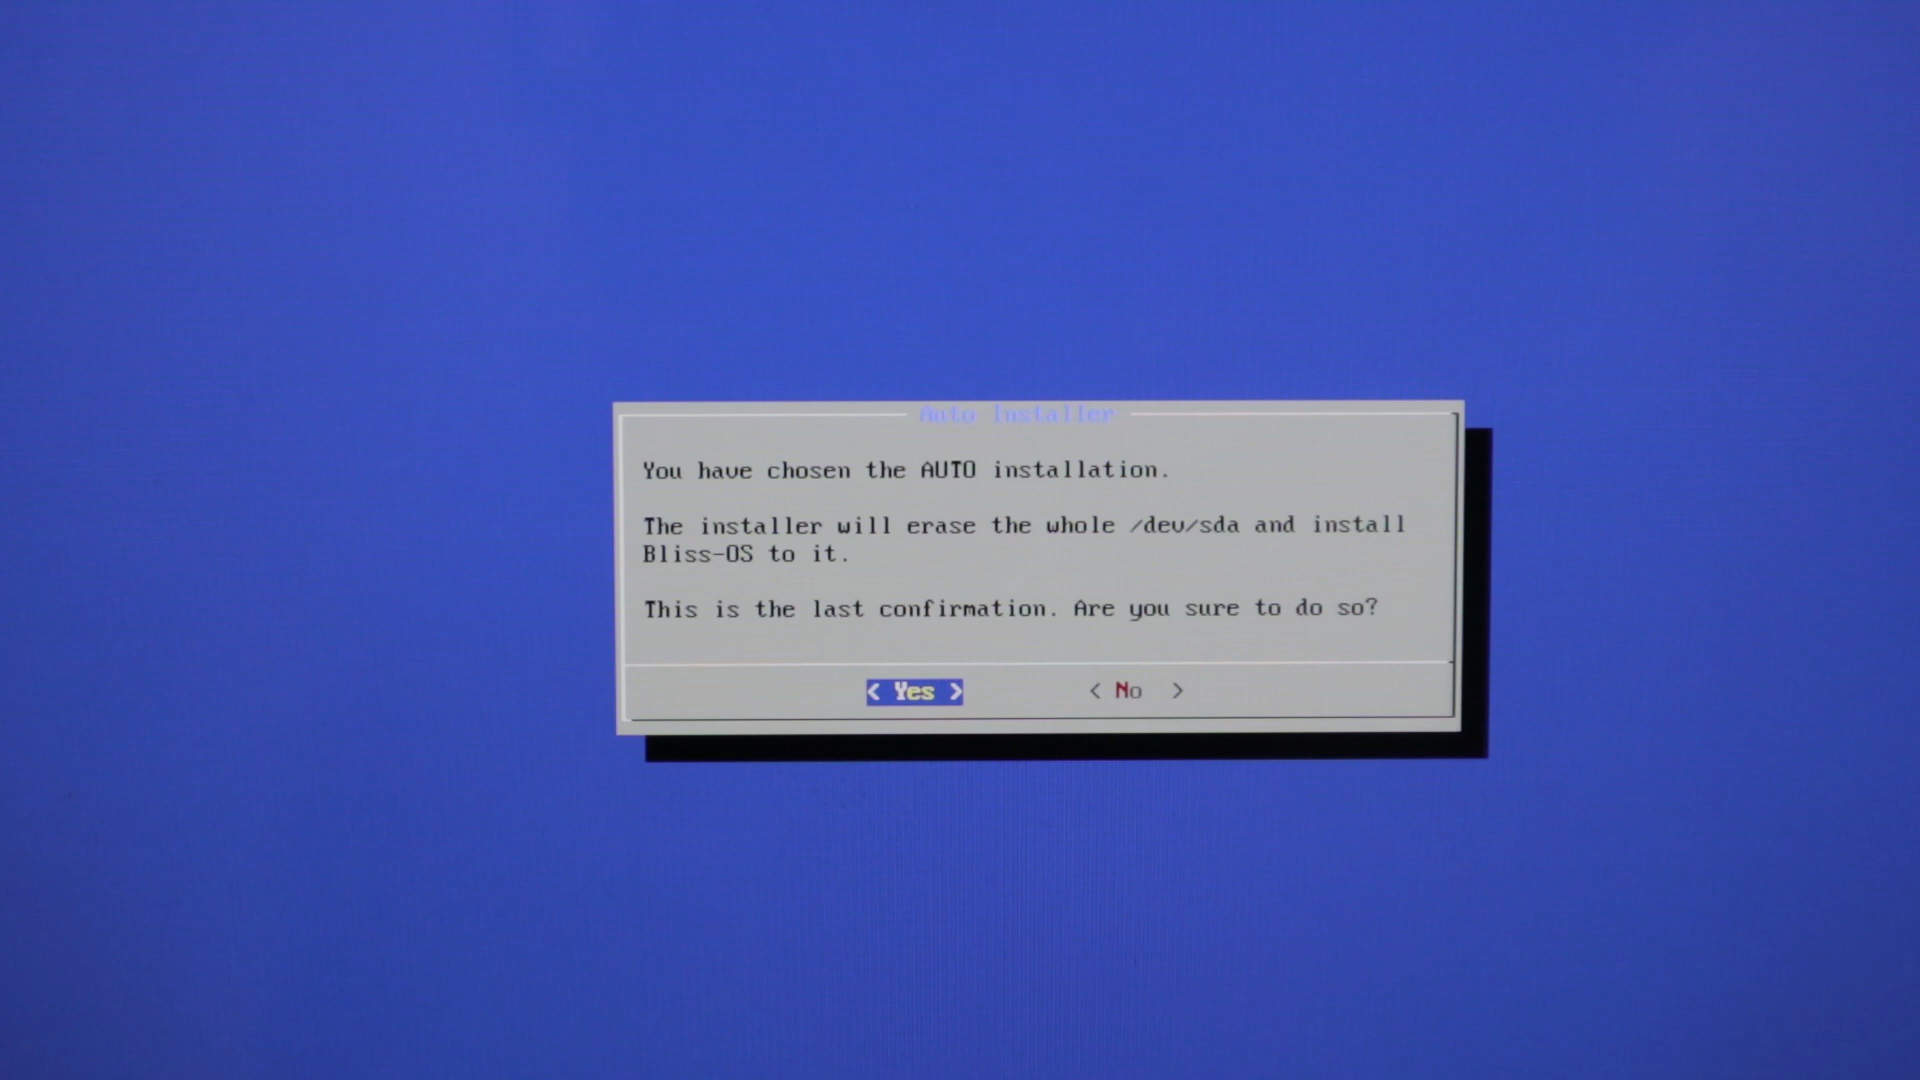 Auto Installer
You have chosen the AUTO installation.
The installer will erase the whole /dev/sda and install
Bliss-OS to it.
This is the last confirmation. Are you sure to do so?
< Yes > < No >